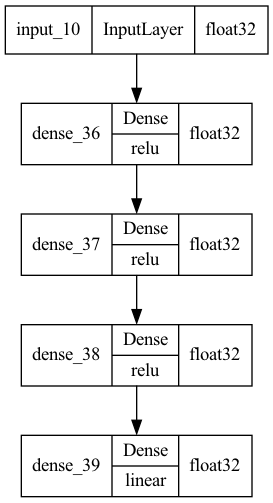 input_10 InputLayer float32
dense_36 Dense relu float32
dense_37 Dense relu float32
dense_38 Dense relu float32
dense_39 Dense linear float32